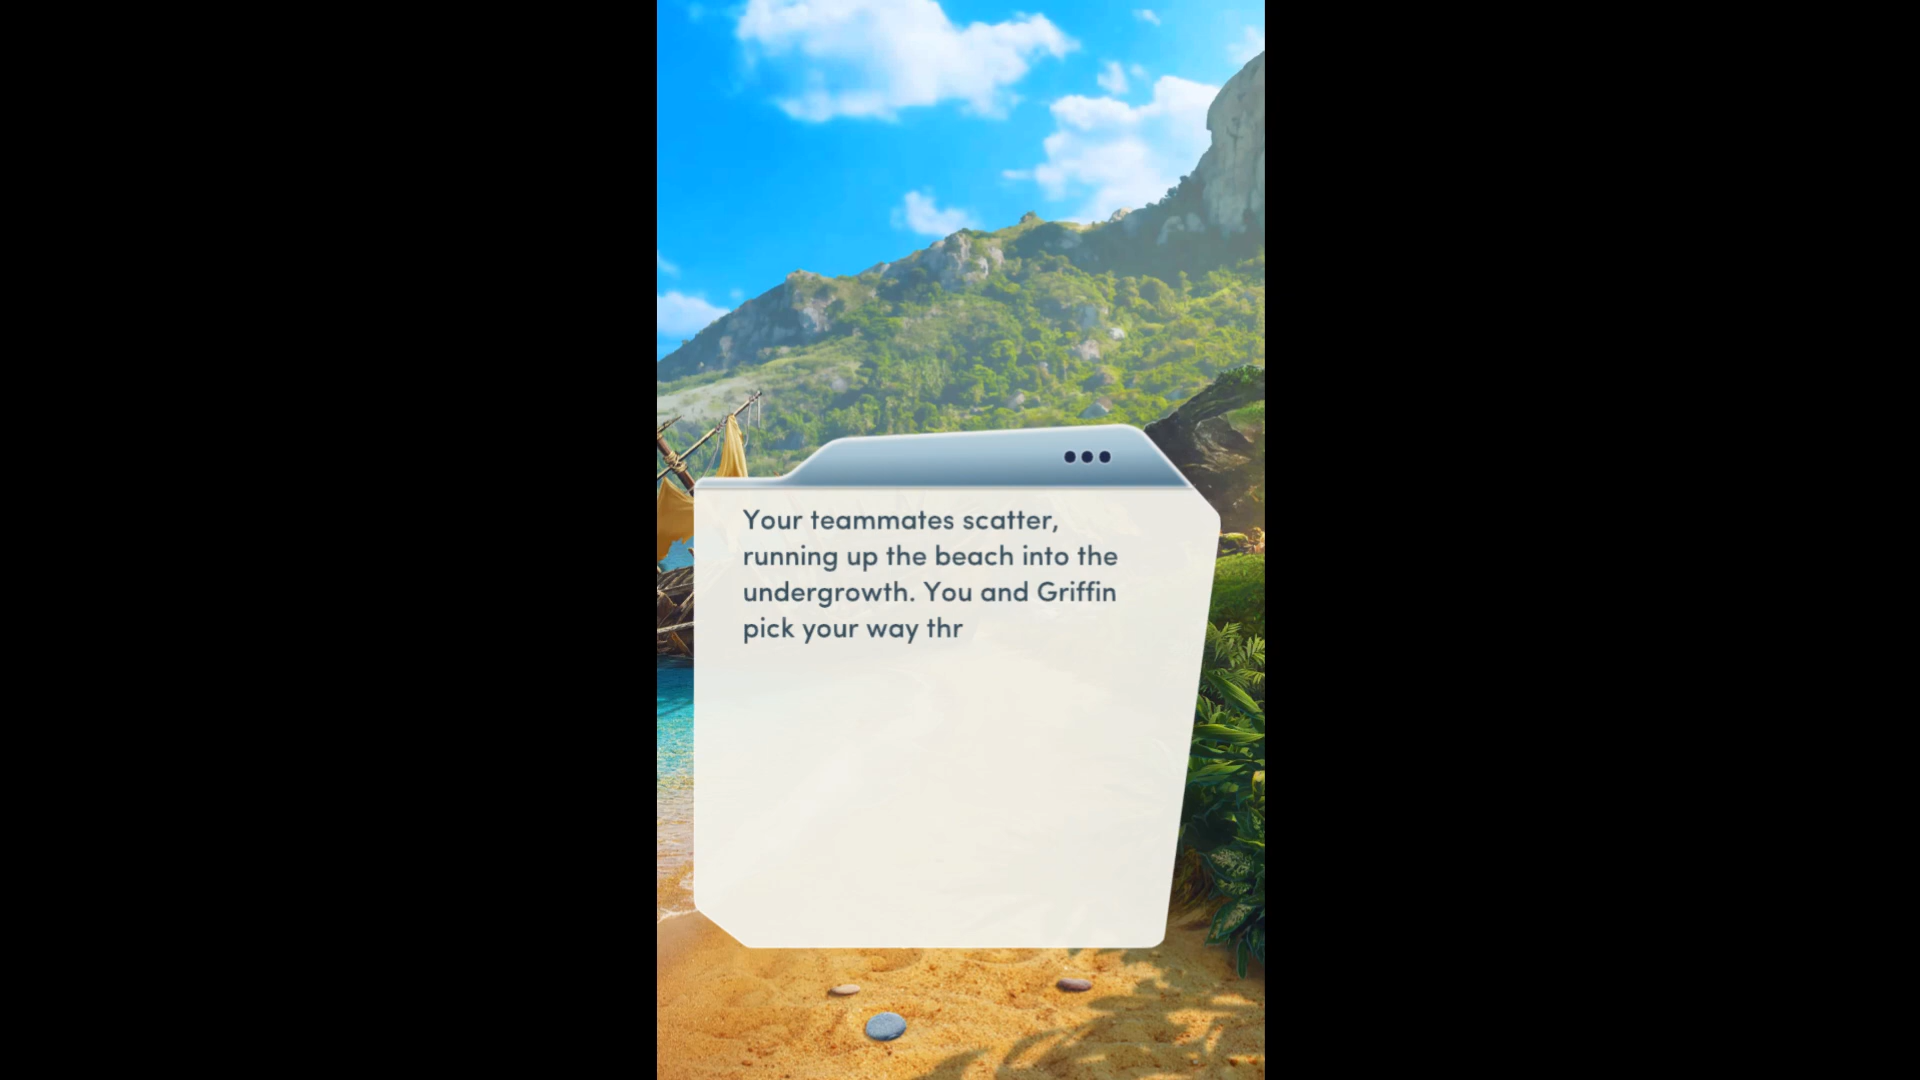 Your teammates scatter,
running up the beach into the
undergrowth. You and Griffin
pick your way thr